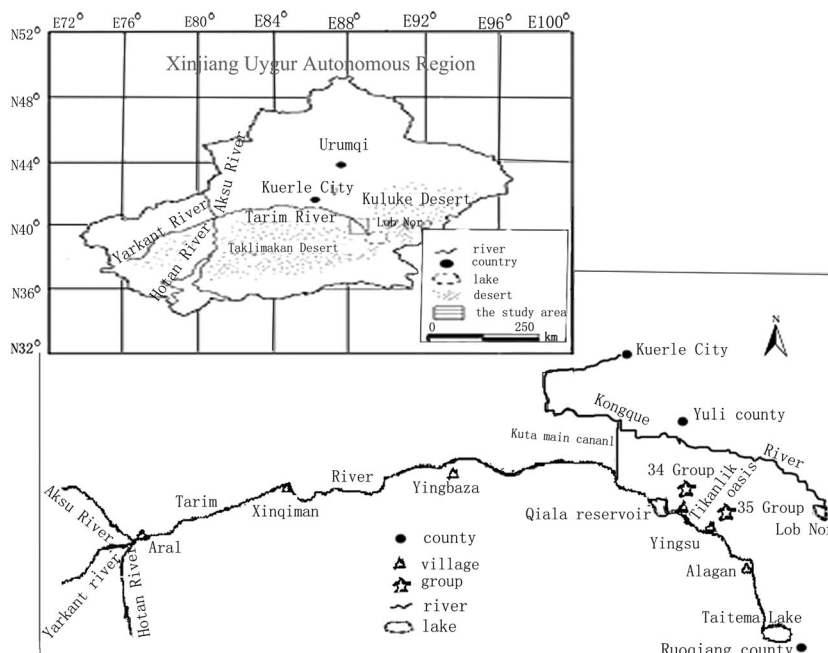 E72° E76° E80° E84° E88° E92° E96° E100°
N52°
Xinjiang Uygur Autonomous Region
N48°
Urumqi
N44°
Aksu River
Kuerle City
Kuluke Desert
Yarkant River
Tarim River
Lob Nor
N40°
Hotan River
Taklimakan Desert
river
country
lake
N36°
desert
the study area
0 250
km
N32°
N
Kuerle City
Kongque
Yuli county
Kuta main cananl
River
34 Group
Tikanlik
oasis
River
Yingbaza
Tarim
Xinqiman
Qiala reservoir
35 Group
Lob Nor
Aksu River
Aral
Yingsu
county
village
Alagan
group
Yarkant river
Hotan River
river
Taitema Lake
lake
Ruoqiang county